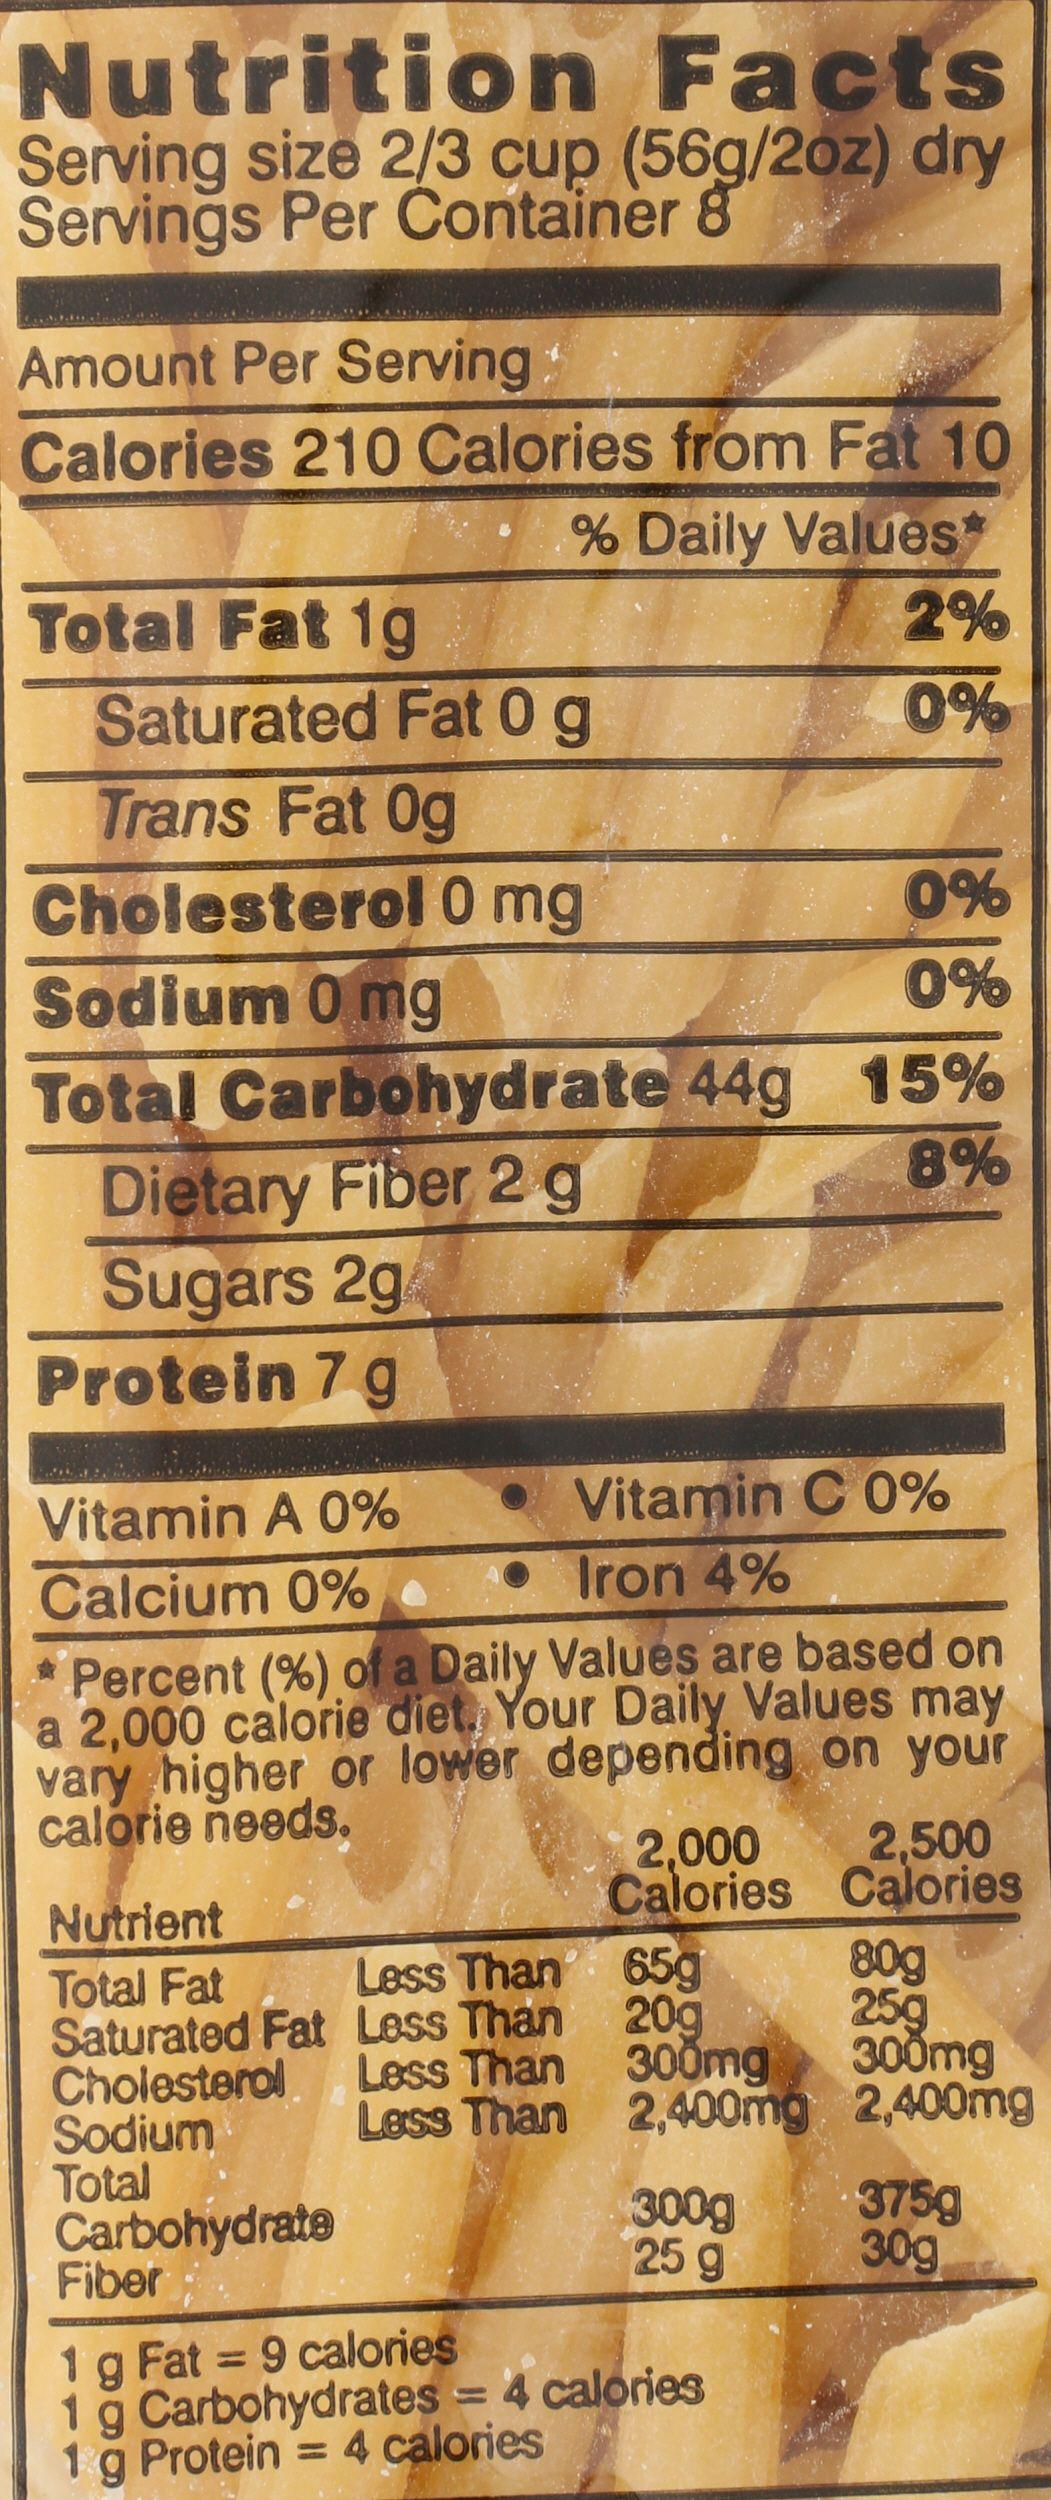 Nutrition Facts
Serving size 2/3 cup (56g/2oz) dry
Servings Per Container 8
Amount Per Serving
Calories 210 Calories from Fat 10
% Daily Values*
Total Fat 1g 2%
Saturated Fat 0 g 0%
Trans Fat 0g
Cholesterol 0 mg 0%
Sodium 0 mg 0%
Total Carbohydrate 44g 15%
Dietary Fiber 2 g 8%
Sugars 2g
Protein 7 g
Vitamin A 0% • Vitamin C 0%
Calcium 0% • Iron 4%
* Percent (%) of a Daily Values are based on
a 2,000 calorie diet. Your Daily Values may
vary higher or lower depending on your
calorie needs.
2,000 2,500
Nutrient Calories Calories
Total Fat Less Than 65g 80g
Saturated Fat Less Than 20g 25g
Cholesterol Less Than 300mg 300mg
Sodium Less Than 2,400mg 2,400mg
Total
Carbohydrate 300g 375g
Fiber 25 g 30g
1 g Fat = 9 calories
1 g Carbohydrates = 4 calories
1 g Protein = 4 calories